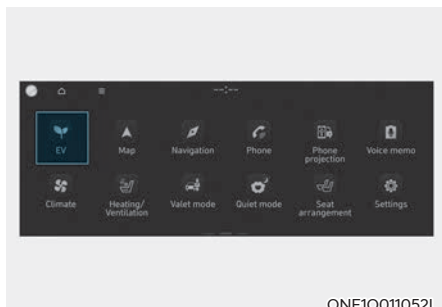 --:--
EV
Map
Navigation
Phone
Phone
projection
Voice memo
Climate
Heating/
Ventilation
Valet mode
Quiet mode
Seat
arrangement
Settings
ONE1Q011052L